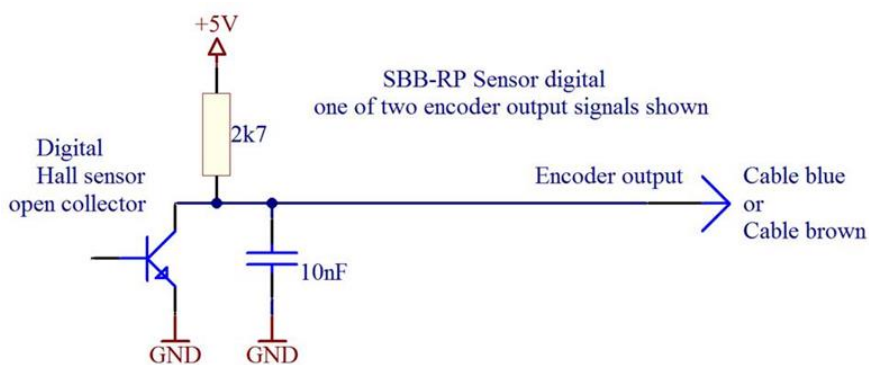 +5V
SBB-RP Sensor digital
one of two encoder output signals shown
2k7
Digital
Hall sensor
open collector
Encoder output
Cable blue
or
Cable brown
10nF
GND
GND